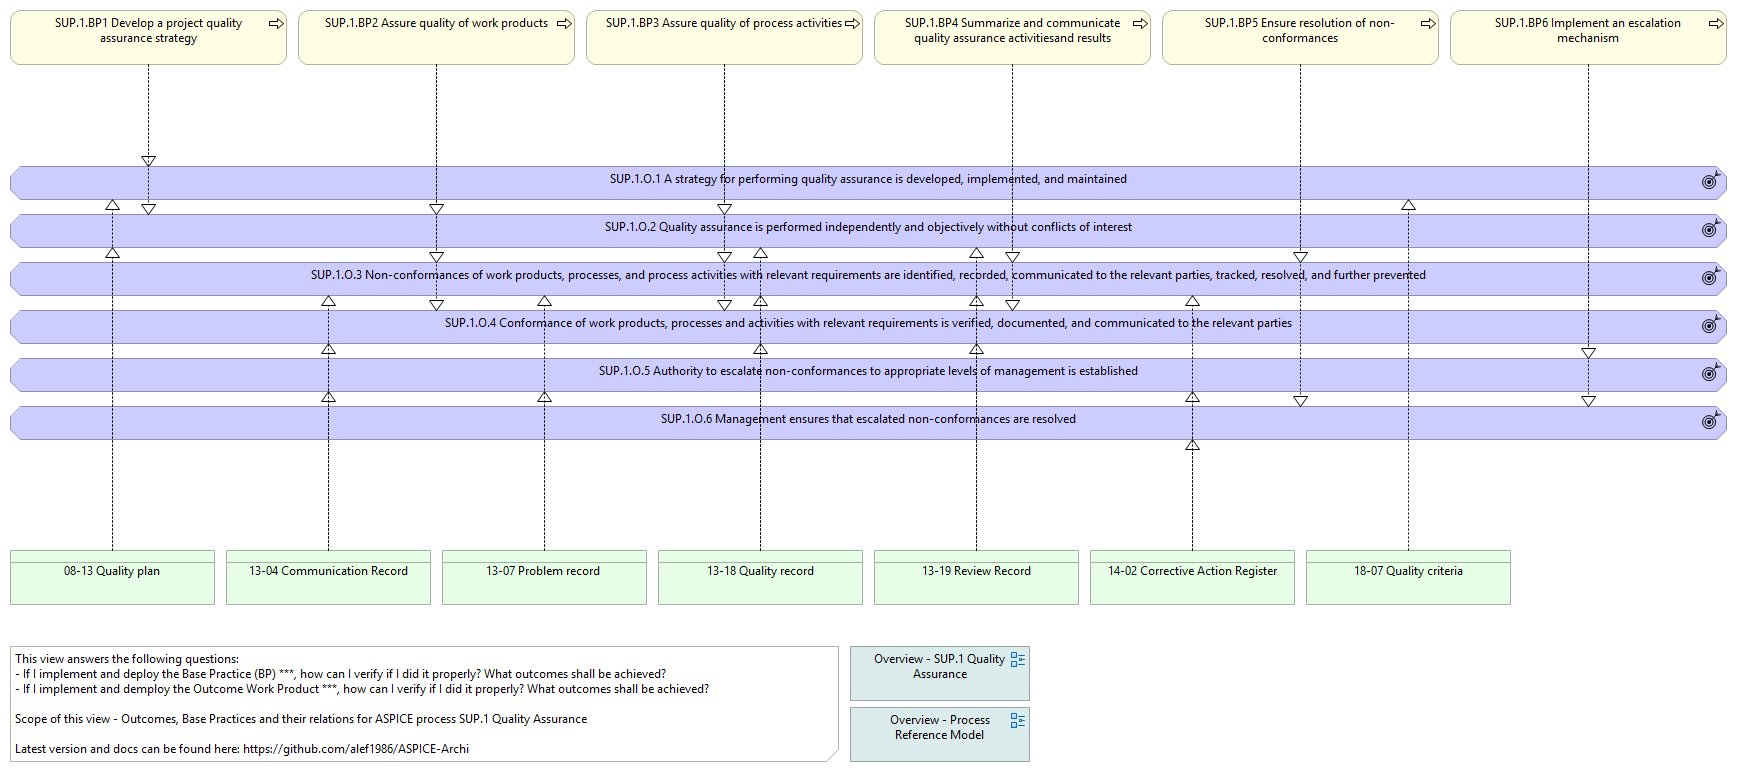 SUP.1.BP1 Develop a project quality
assurance strategy
SUP.1.BP2 Assure quality of work products
SUP.1.BP3 Assure quality of process activities
SUP.1.BP4 Summarize and communicate
quality assurance activitiesand results
SUP.1.BP5 Ensure resolution of non-
conformances
SUP.1.BP6 Implement an escalation
mechanism
SUP.1.O.1 A strategy for performing quality assurance is developed, implemented, and maintained
SUP.1.O.2 Quality assurance is performed independently and objectively without conflicts of interest
SUP.1.O.3 Non-conformances of work products, processes, and process activities with relevant requirements are identified, recorded, communicated to the relevant parties, tracked, resolved, and further prevented
SUP.1.O.4 Conformance of work products, processes and activities with relevant requirements is verified, documented, and communicated to the relevant parties
SUP.1.O.5 Authority to escalate non-conformances to appropriate levels of management is established
SUP.1.O.6 Management ensures that escalated non-conformances are resolved
08-13 Quality plan
13-04 Communication Record
13-07 Problem record
13-18 Quality record
13-19 Review Record
14-02 Corrective Action Register
18-07 Quality criteria
This view answers the following questions:
- If I implement and deploy the Base Practice (BP) ***, how can I verify if I did it properly? What outcomes shall be achieved?
- If I implement and demploy the Outcome Work Product ***, how can I verify if I did it properly? What outcomes shall be achieved?
Scope of this view - Outcomes, Base Practices and their relations for ASPICE process SUP.1 Quality Assurance
Latest version and docs can be found here: https://github.com/alef1986/ASPICE-Archi
Overview - SUP.1 Quality
Assurance
Overview - Process
Reference Model